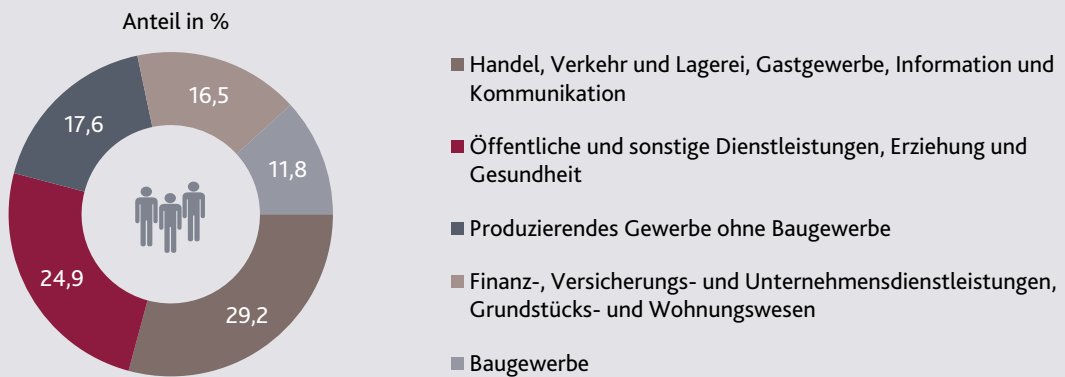 Anteil in %
16,5
17,6
11,8
24,9
29,2
Handel, Verkehr und Lagerei, Gastgewerbe, Information und
Kommunikation
Öffentliche und sonstige Dienstleistungen, Erziehung und
Gesundheit
Produzierendes Gewerbe ohne Baugewerbe
Finanz-, Versicherungs- und Unternehmensdienstleistungen,
Grundstücks- und Wohnungswesen
Baugewerbe